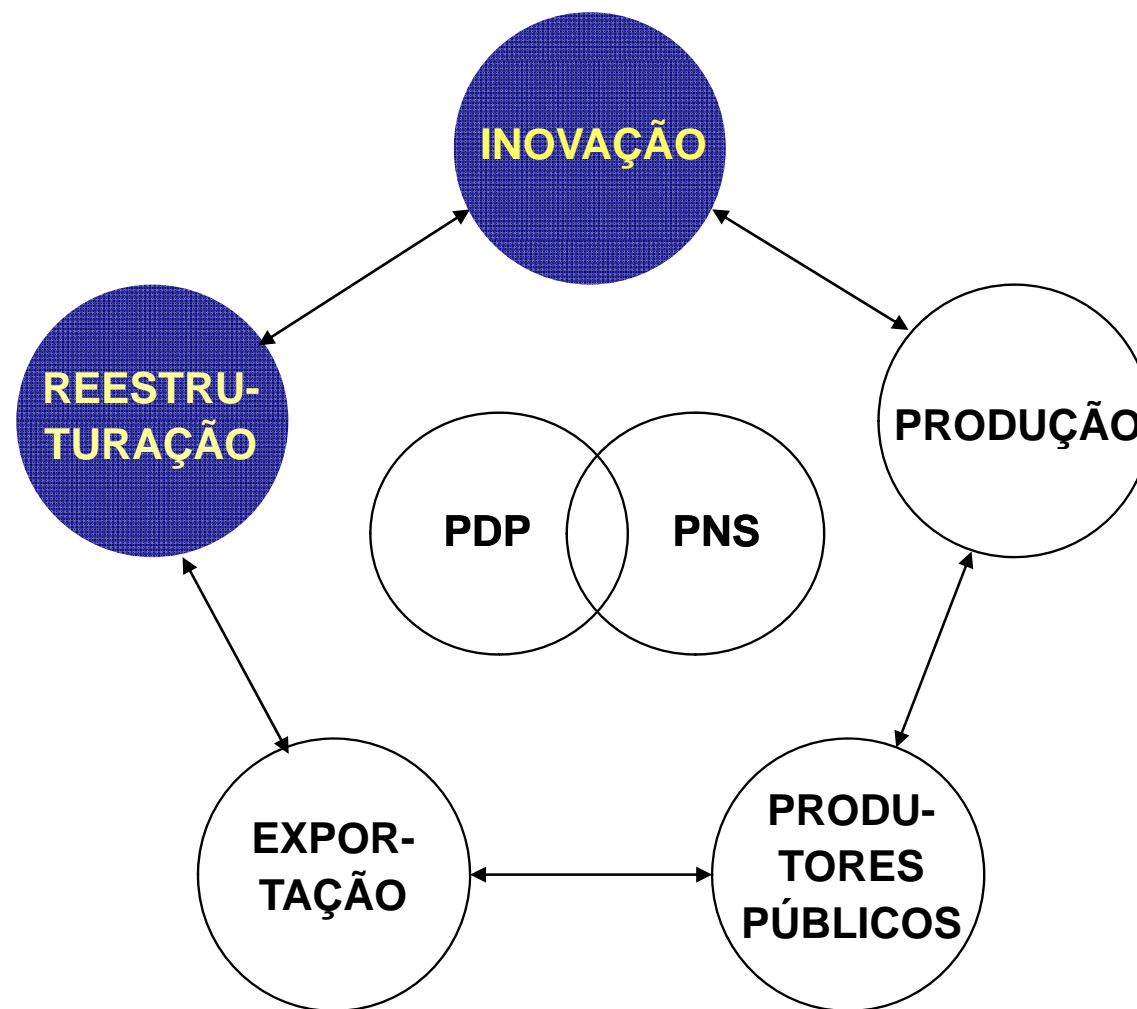 INOVAÇÃO
REESTRU-
TURAÇÃO
PRODUÇÃO
PDP
PNS
EXPOR-
TAÇÃO
PRODU-
TORES
PÚBLICOS